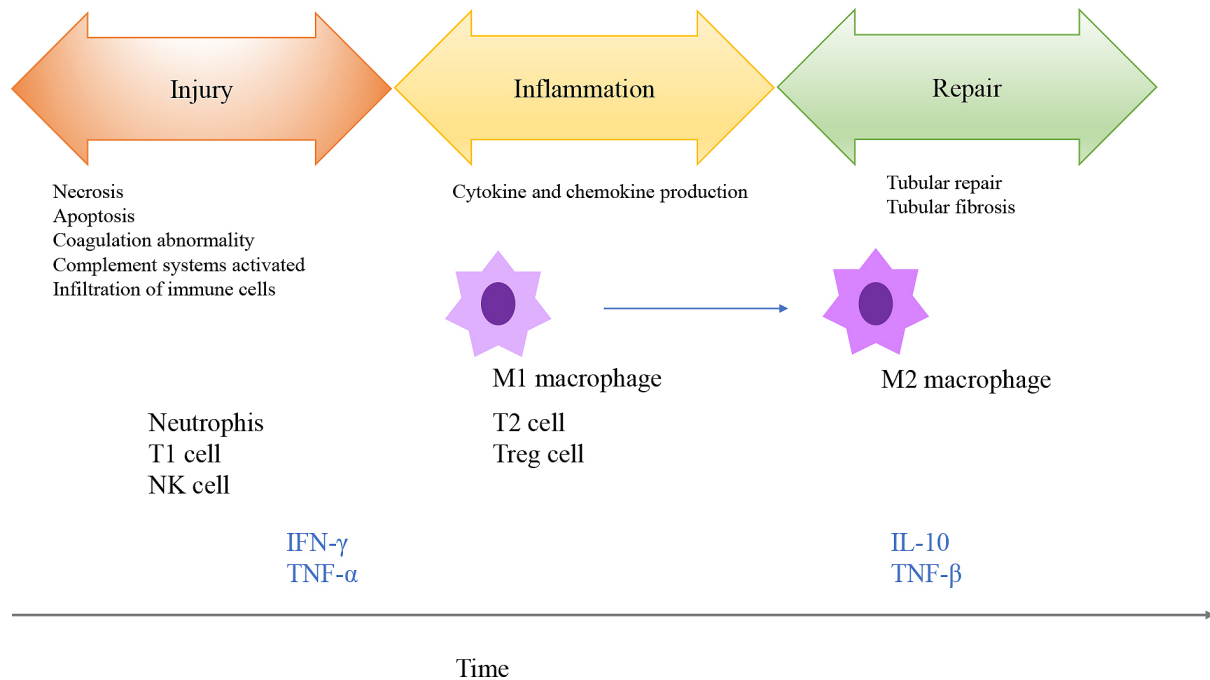 Injury
Inflammation
Repair
Necrosis
Apoptosis
Coagulation abnormality
Complement systems activated
Infiltration of immune cells
Cytokine and chemokine production
Tubular repair
Tubular fibrosis
M1 macrophage
M2 macrophage
Neutrophis
T1 cell
NK cell
T2 cell
Treg cell
IFN-γ
TNF-α
IL-10
TNF-β
Time